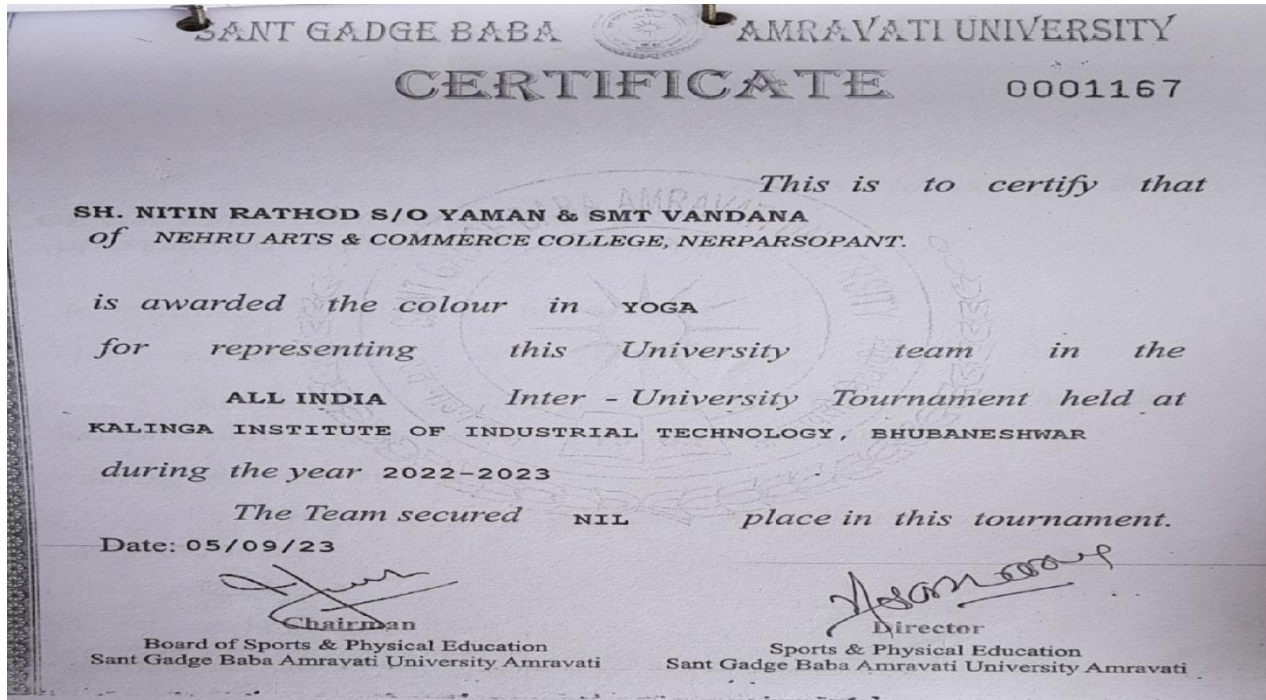 SANT GADGE BABA AMRAVATI UNIVERSITY
CERTIFICATE 0001167
This is to certify that
SH. NITIN RATHOD S/O YAMAN & SMT VANDANA
of NEHRU ARTS & COMMERCE COLLEGE, NERPARSOPANT.
is awarded the colour in YOGA
for representing this University team in the
ALL INDIA Inter - University Tournament held at
KALINGA INSTITUTE OF INDUSTRIAL TECHNOLOGY, BHUBANESHWAR
during the year 2022-2023
The Team secured NIL place in this tournament.
Date: 05/09/23
Chairman Director
Board of Sports & Physical Education Sports & Physical Education
Sant Gadge Baba Amravati University Amravati Sant Gadge Baba Amravati University Amravati